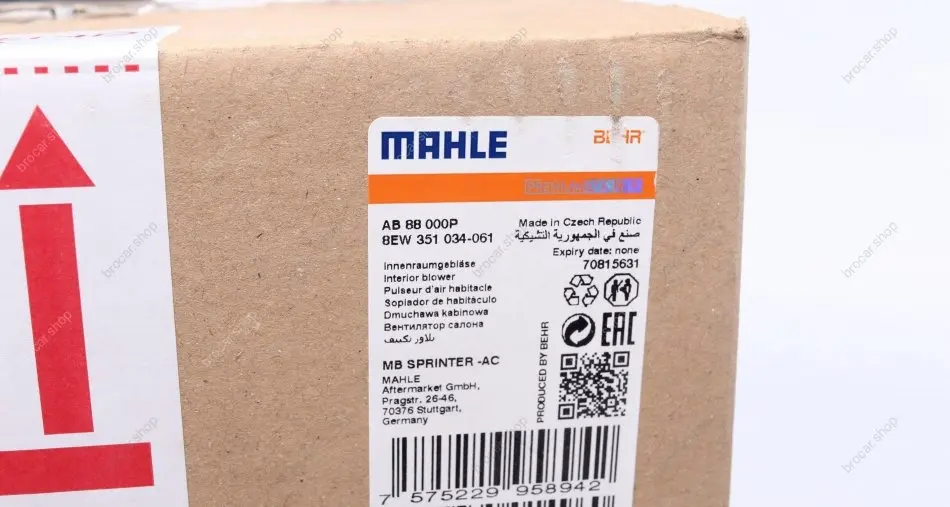 MAHLE
BEHR
AB 88 000P
8EW 351 034-061
Made in Czech Republic
صنع في الجمهورية التشيكية
Expiry date: none
70815631
Innenraumgebläse
Interior blower
Pulseur d'air habitacle
Soplador de habitáculo
Dmuchawa kabinowa
Вентилятор салона
MB SPRINTER -AC
MAHLE
Aftermarket GmbH,
Pragstr. 26-46,
70376 Stuttgart,
Germany
PRODUCED BY BEHR
EAC
7 575229 958942
brocar.shop